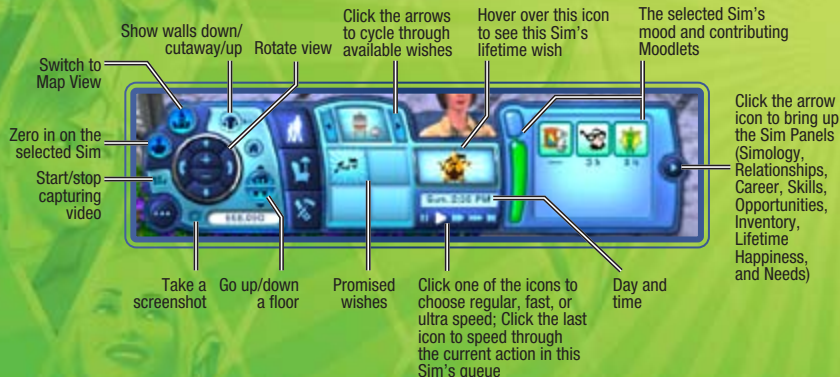 Show walls down/
cutaway/up
Switch to
Map View
Zero in on the
selected Sim
Start/stop
capturing
video
Rotate view
Click the arrows
to cycle through
available wishes
Hover over this icon
to see this Sim's
lifetime wish
The selected Sim's
mood and contributing
Moodlets
Click the arrow
icon to bring up
the Sim Panels
(Simology,
Relationships,
Career, Skills,
Opportunities,
Inventory,
Lifetime
Happiness,
and Needs)
Sun. 2:00 PM
Take a
screenshot
Go up/down
a floor
Promised
wishes
Click one of the icons to
choose regular, fast, or
ultra speed; Click the last
icon to speed through
the current action in this
Sim's queue
Day and
time